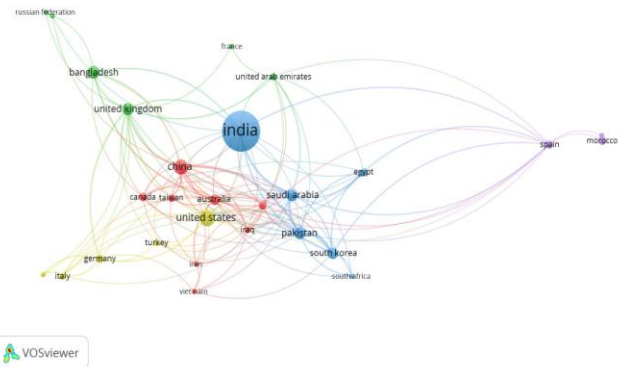 russian federation
france
bangladesh
united arab emirates
united kingdom
india
spain
morocco
china
egypt
canada
taiwan
australia
saudi arabia
united states
iraq
pakistan
turkey
south korea
germany
iran
italy
south africa
vietnam
VOSviewer